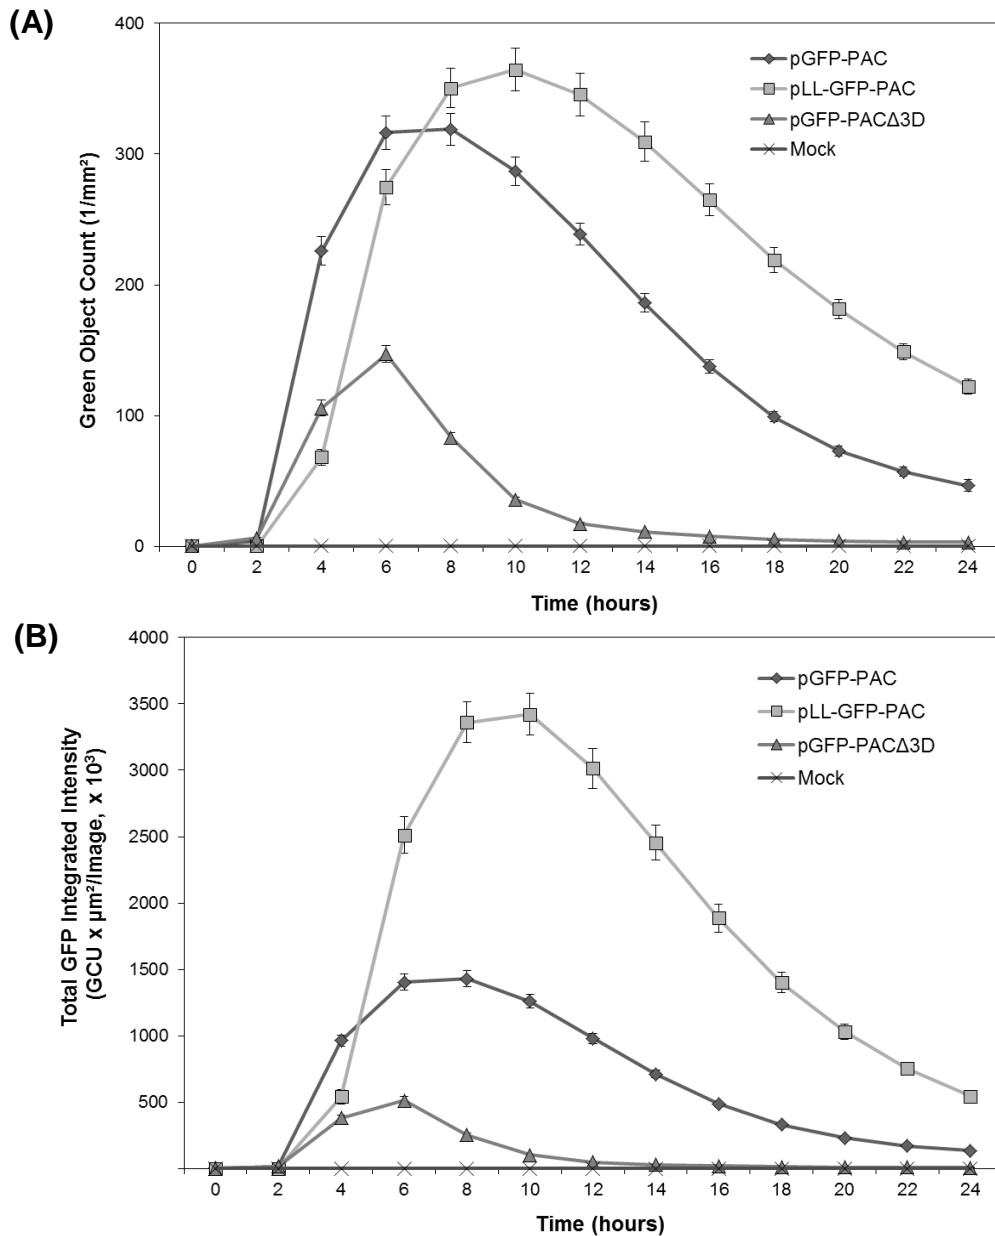 (A)
400
300
200
100
0
Green Object Count (1/mm²)
pGFP-PAC
pLL-GFP-PAC
pGFP-PACΔ3D
Mock
0 2 4 6 8 10 12 14 16 18 20 22 24
Time (hours)
(B)
4000
3500
3000
2500
2000
1500
1000
500
Total GFP Integrated Intensity
(GCU x µm²/Image, x 10³)
pGFP-PAC
pLL-GFP-PAC
pGFP-PACΔ3D
Mock
0 2 4 6 8 10 12 14 16 18 20 22 24
Time (hours)